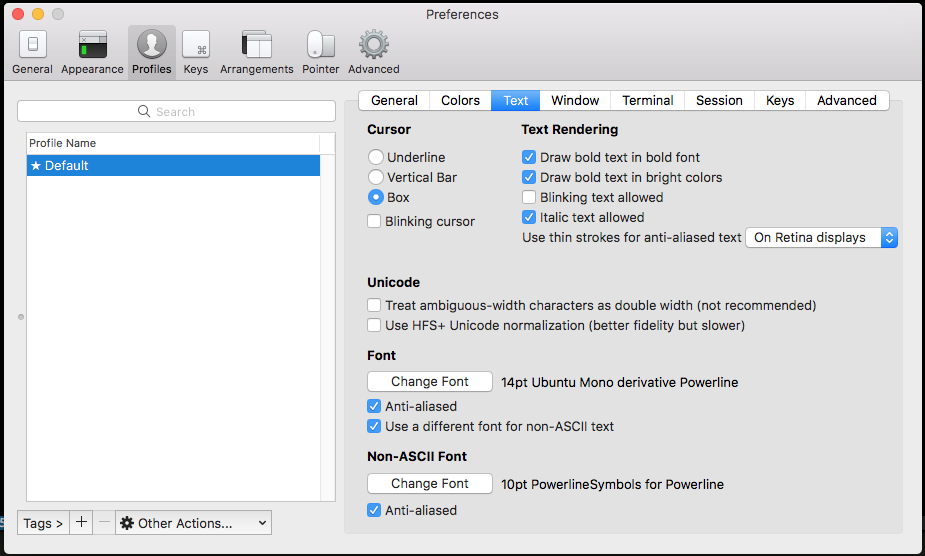 Preferences
General Appearance Profiles Keys Arrangements Pointer Advanced
Search
Profile Name
★ Default
Tags > + − Other Actions...
General Colors Text Window Terminal Session Keys Advanced
Cursor
Underline
Vertical Bar
Box
Blinking cursor
Text Rendering
Draw bold text in bold font
Draw bold text in bright colors
Blinking text allowed
Italic text allowed
Use thin strokes for anti-aliased text On Retina displays
Unicode
Treat ambiguous-width characters as double width (not recommended)
Use HFS+ Unicode normalization (better fidelity but slower)
Font
Change Font 14pt Ubuntu Mono derivative Powerline
Anti-aliased
Use a different font for non-ASCII text
Non-ASCII Font
Change Font 10pt PowerlineSymbols for Powerline
Anti-aliased